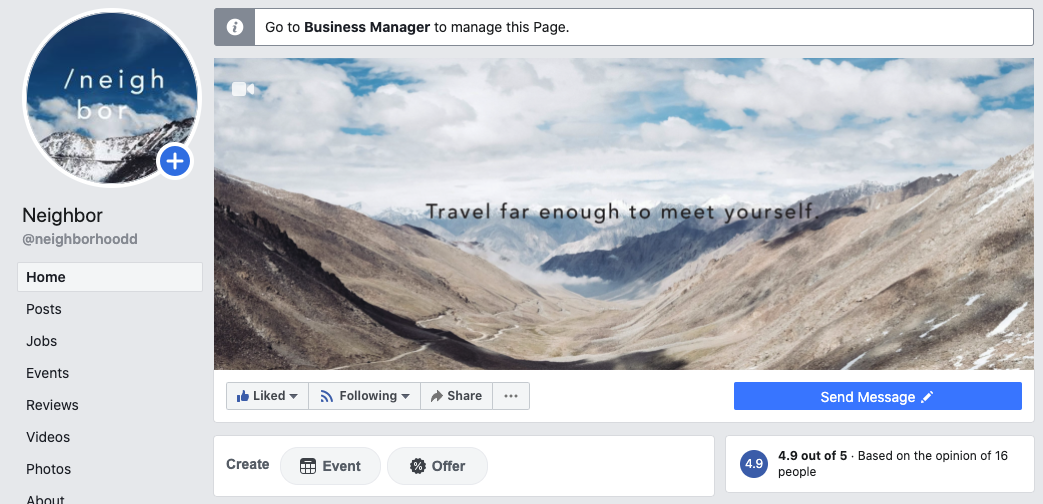 /neigh
bor
Neighbor
@neighborhoodd
Home
Posts
Jobs
Events
Reviews
Videos
Photos
About
i
Go to Business Manager to manage this Page.
Travel far enough to meet yourself.
Liked
Following
Share
Send Message
Create
Event
Offer
4.9
4.9 out of 5 · Based on the opinion of 16
people